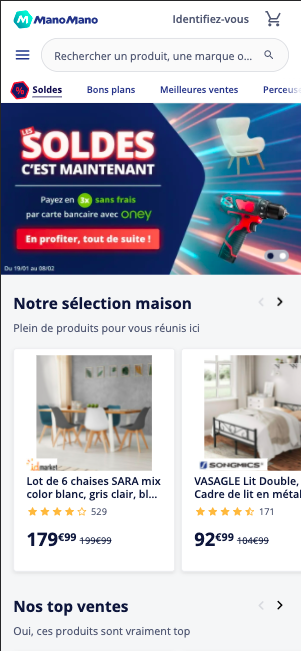 ManoMano
Identifiez-vous
Rechercher un produit, une marque o...
% Soldes
Bons plans
Meilleures ventes
Perceus
LES
SOLDES
C'EST MAINTENANT
Payez en 3x sans frais
par carte bancaire avec oney
En profiter, tout de suite !
Du 19/01 au 08/02
Notre sélection maison
Plein de produits pour vous réunis ici
idmarket
SONGMICS
Lot de 6 chaises SARA mix
color blanc, gris clair, bl...
529
179€99 199€99
VASAGLE Lit Double,
Cadre de lit en métal
171
92€99 104€99
Nos top ventes
Oui, ces produits sont vraiment top